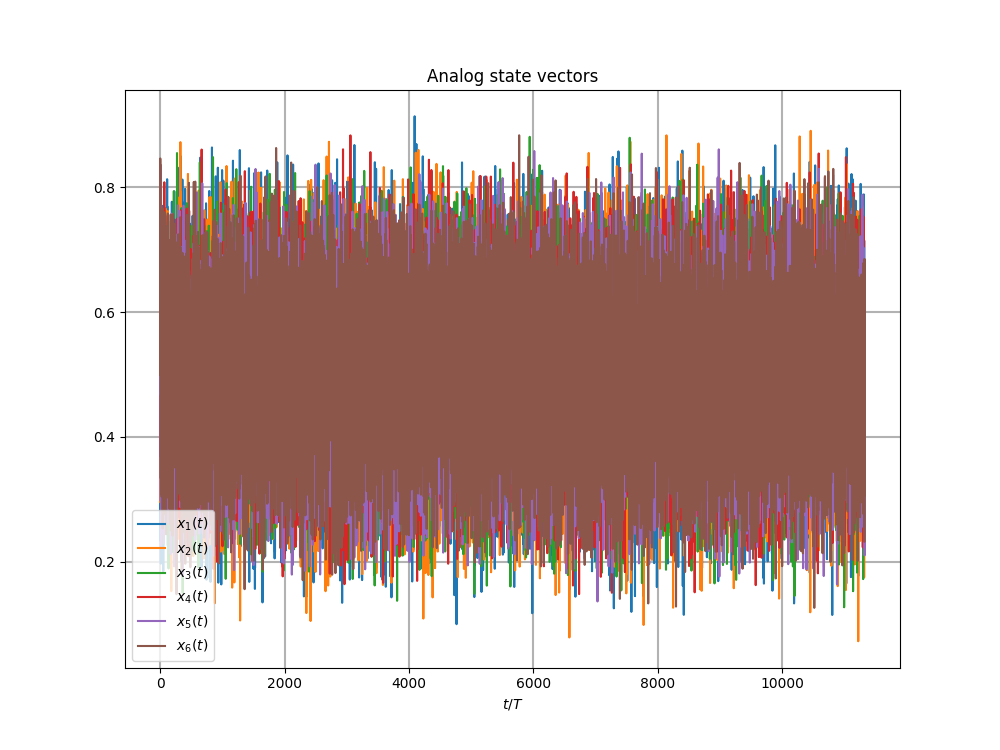 Analog state vectors
0.8
0.6
0.4
0.2
x₁(t)
x₂(t)
x₃(t)
x₄(t)
x₅(t)
x₆(t)
0 2000 4000 6000 8000 10000
t/T